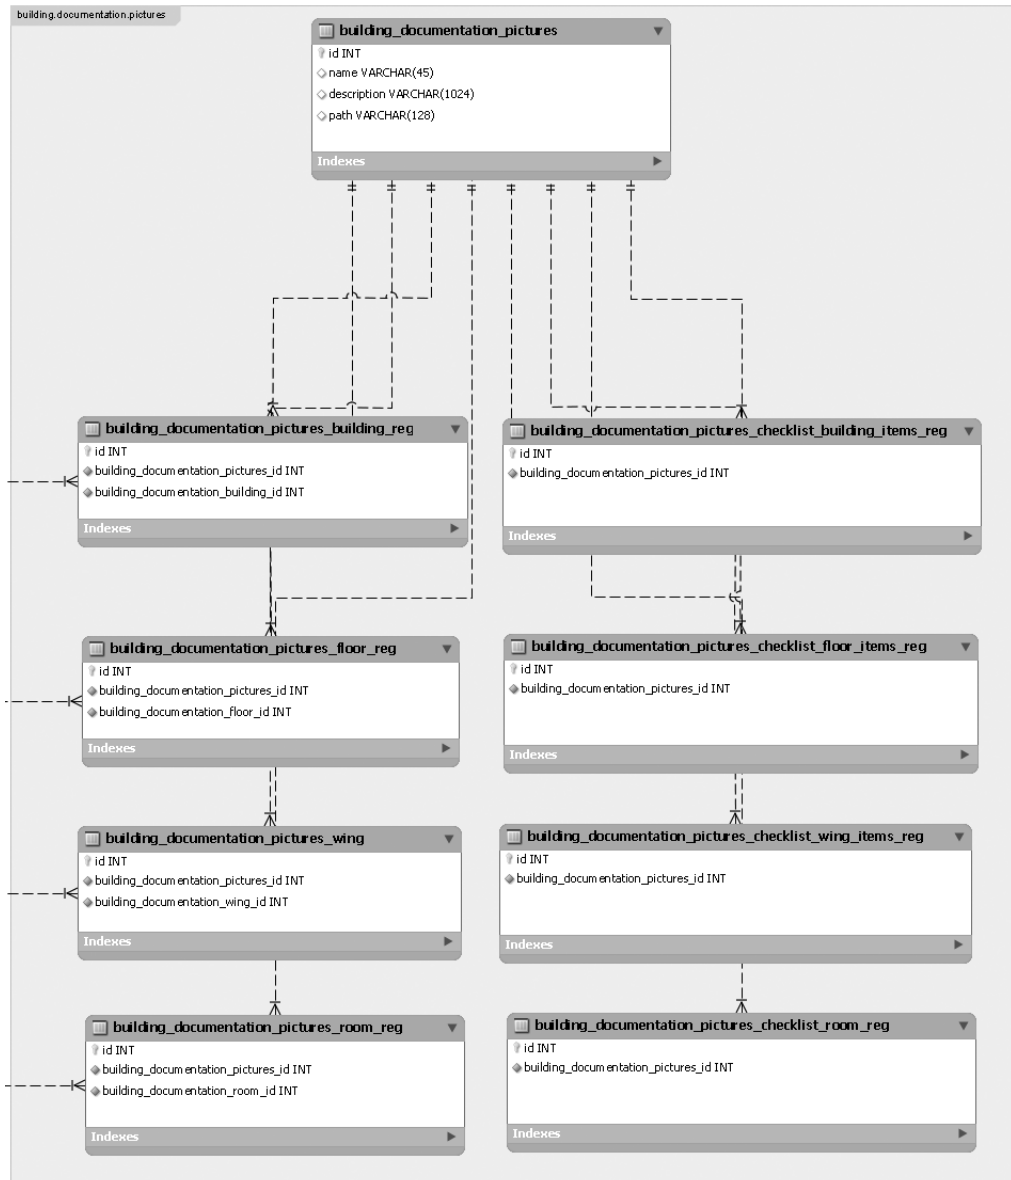 building.documentation.pictures
building_documentation_pictures
id INT
name VARCHAR(45)
description VARCHAR(1024)
path VARCHAR(128)
Indexes
building_documentation_pictures_building_reg
id INT
building_documentation_pictures_id INT
building_documentation_building_id INT
Indexes
building_documentation_pictures_checklist_building_items_reg
id INT
building_documentation_pictures_id INT
Indexes
building_documentation_pictures_floor_reg
id INT
building_documentation_pictures_id INT
building_documentation_floor_id INT
Indexes
building_documentation_pictures_checklist_floor_items_reg
id INT
building_documentation_pictures_id INT
Indexes
building_documentation_pictures_wing
id INT
building_documentation_pictures_id INT
building_documentation_wing_id INT
Indexes
building_documentation_pictures_checklist_wing_items_reg
id INT
building_documentation_pictures_id INT
Indexes
building_documentation_pictures_room_reg
id INT
building_documentation_pictures_id INT
building_documentation_room_id INT
Indexes
building_documentation_pictures_checklist_room_reg
id INT
building_documentation_pictures_id INT
Indexes